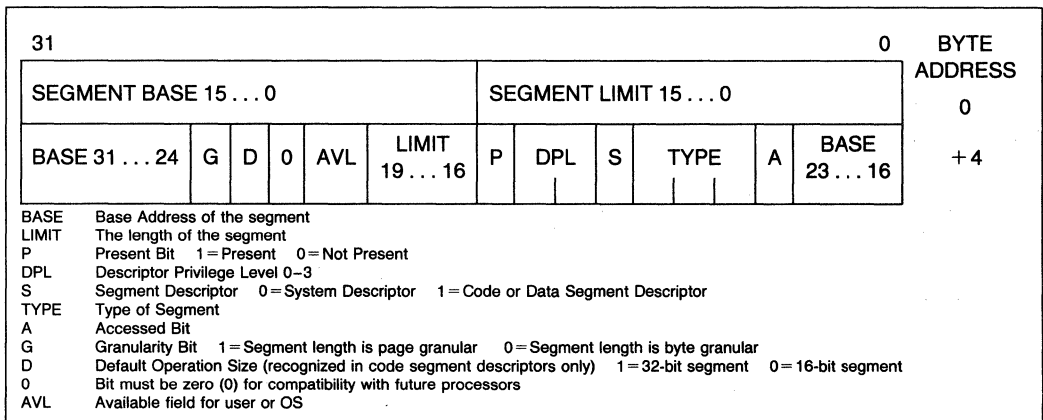 31 0 BYTE ADDRESS
SEGMENT BASE 15 . . . 0 SEGMENT LIMIT 15 . . . 0 0
BASE 31 . . . 24 G D 0 AVL LIMIT 19 . . . 16 P DPL S TYPE A BASE 23 . . . 16 +4
BASE Base Address of the segment
LIMIT The length of the segment
P Present Bit 1=Present 0=Not Present
DPL Descriptor Privilege Level 0–3
S Segment Descriptor 0=System Descriptor 1=Code or Data Segment Descriptor
TYPE Type of Segment
A Accessed Bit
G Granularity Bit 1=Segment length is page granular 0=Segment length is byte granular
D Default Operation Size (recognized in code segment descriptors only) 1=32-bit segment 0=16-bit segment
0 Bit must be zero (0) for compatibility with future processors
AVL Available field for user or OS